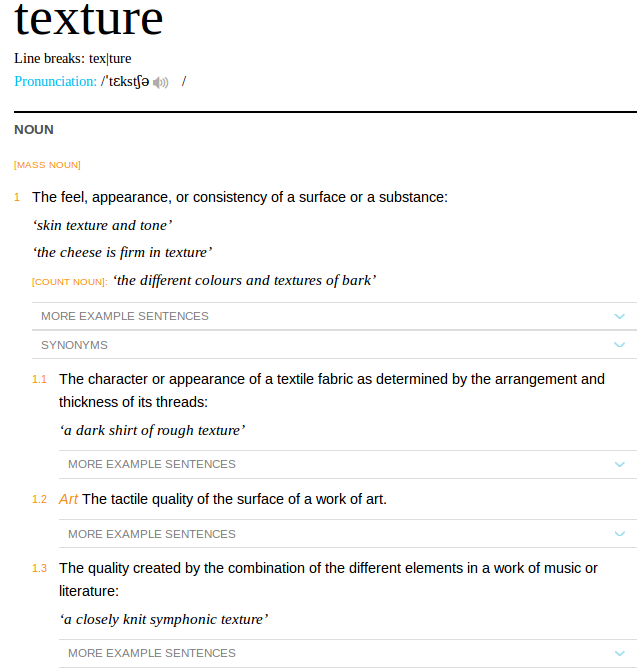 texture
Line breaks: tex|ture
Pronunciation: /ˈtɛkstʃə /
NOUN
[MASS NOUN]
1 The feel, appearance, or consistency of a surface or a substance:
‘skin texture and tone’
‘the cheese is firm in texture’
[COUNT NOUN]: ‘the different colours and textures of bark’
MORE EXAMPLE SENTENCES
SYNONYMS
1.1 The character or appearance of a textile fabric as determined by the arrangement and
thickness of its threads:
‘a dark shirt of rough texture’
MORE EXAMPLE SENTENCES
1.2 Art The tactile quality of the surface of a work of art.
MORE EXAMPLE SENTENCES
1.3 The quality created by the combination of the different elements in a work of music or
literature:
‘a closely knit symphonic texture’
MORE EXAMPLE SENTENCES